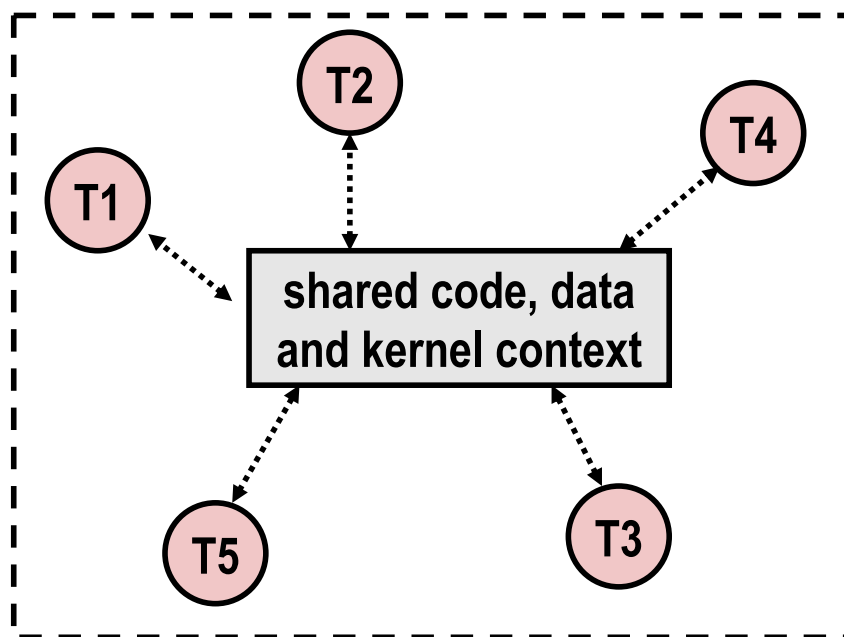 T2
T4
T1
shared code, data
and kernel context
T5
T3